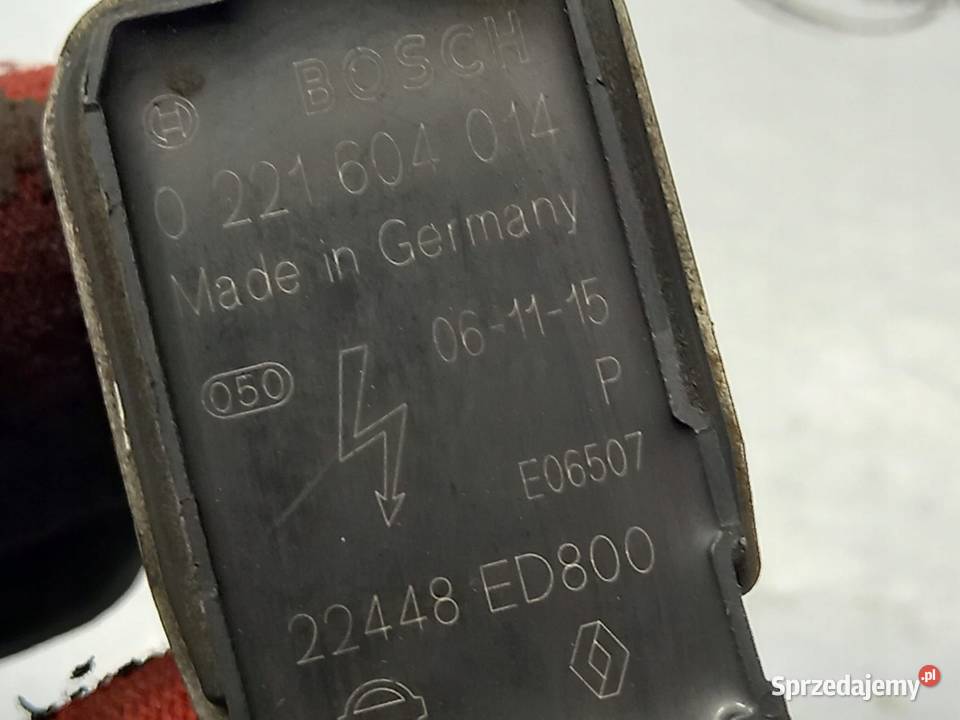 BOSCH
0 221 604 014
Made in Germany
06-11-15
050
P
E06507
22448 ED800
Sprzedajemy.pl